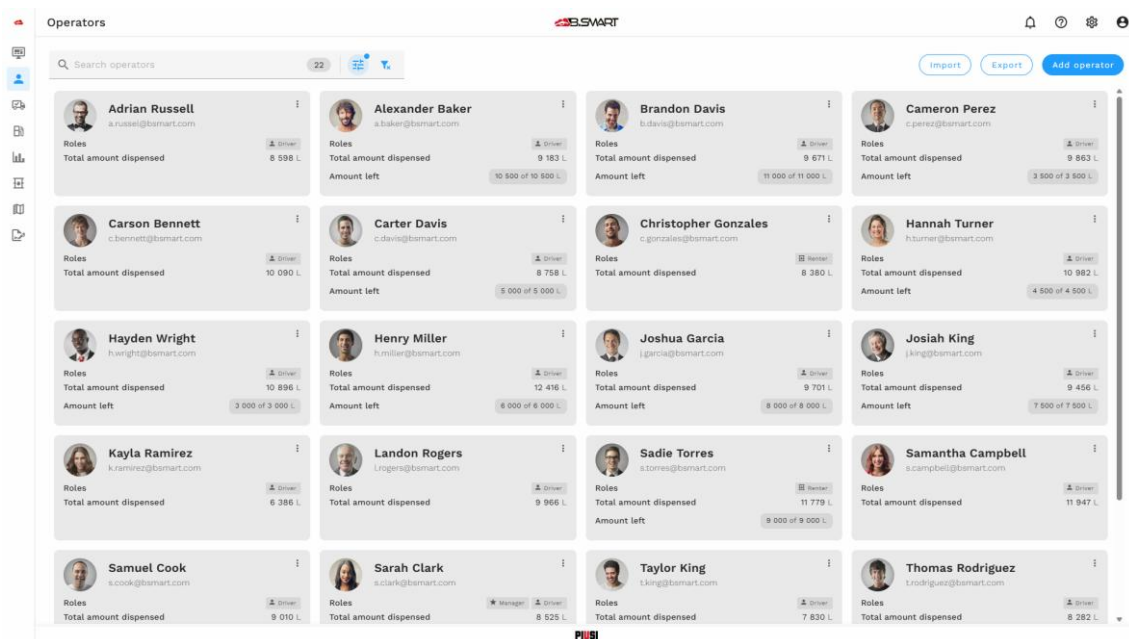 Operators
B.SMART
Search operators
22
Import
Export
Add operator
Adrian Russell
a.russel@bsmart.com
Roles
Driver
Total amount dispensed
8 598 L
Alexander Baker
a.baker@bsmart.com
Roles
Driver
Total amount dispensed
9 183 L
Amount left
10 500 of 10 500 L
Brandon Davis
b.davis@bsmart.com
Roles
Driver
Total amount dispensed
9 671 L
Amount left
11 000 of 11 000 L
Cameron Perez
c.perez@bsmart.com
Roles
Driver
Total amount dispensed
9 863 L
Amount left
3 500 of 3 500 L
Carson Bennett
c.bennett@bsmart.com
Roles
Driver
Total amount dispensed
10 090 L
Carter Davis
c.davis@bsmart.com
Roles
Driver
Total amount dispensed
8 758 L
Amount left
5 000 of 5 000 L
Christopher Gonzales
c.gonzales@bsmart.com
Roles
Renter
Total amount dispensed
8 380 L
Hannah Turner
h.turner@bsmart.com
Roles
Driver
Total amount dispensed
10 982 L
Amount left
4 500 of 4 500 L
Hayden Wright
h.wright@bsmart.com
Roles
Driver
Total amount dispensed
10 896 L
Amount left
3 000 of 3 000 L
Henry Miller
h.miller@bsmart.com
Roles
Driver
Total amount dispensed
12 416 L
Amount left
6 000 of 6 000 L
Joshua Garcia
j.garcia@bsmart.com
Roles
Driver
Total amount dispensed
9 701 L
Amount left
8 000 of 8 000 L
Josiah King
j.king@bsmart.com
Roles
Driver
Total amount dispensed
9 456 L
Amount left
7 500 of 7 500 L
Kayla Ramirez
k.ramirez@bsmart.com
Roles
Driver
Total amount dispensed
6 386 L
Landon Rogers
l.rogers@bsmart.com
Roles
Driver
Total amount dispensed
9 966 L
Sadie Torres
s.torres@bsmart.com
Roles
Renter
Total amount dispensed
11 779 L
Amount left
9 000 of 9 000 L
Samantha Campbell
s.campbell@bsmart.com
Roles
Driver
Total amount dispensed
11 947 L
Samuel Cook
s.cook@bsmart.com
Roles
Driver
Total amount dispensed
9 010 L
Sarah Clark
s.clark@bsmart.com
Roles
Manager
Driver
Total amount dispensed
8 525 L
Taylor King
t.king@bsmart.com
Roles
Driver
Total amount dispensed
7 830 L
Thomas Rodriguez
t.rodriguez@bsmart.com
Roles
Driver
Total amount dispensed
8 282 L
PIUSI